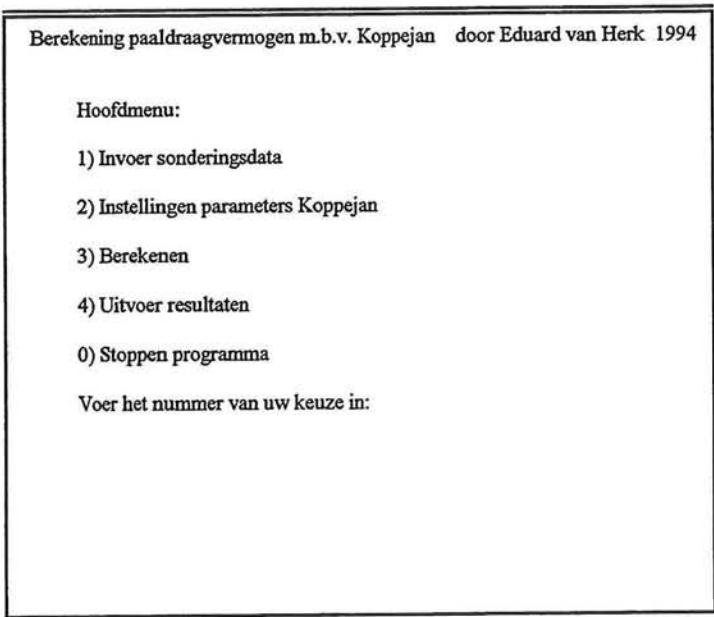 Berekening paaldraagvermogen m.b.v. Koppejan door Eduard van Herk 1994
Hoofdmenu:
1) Invoer sonderingsdata
2) Instellingen parameters Koppejan
3) Berekenen
4) Uitvoer resultaten
0) Stoppen programma
Voer het nummer van uw keuze in: